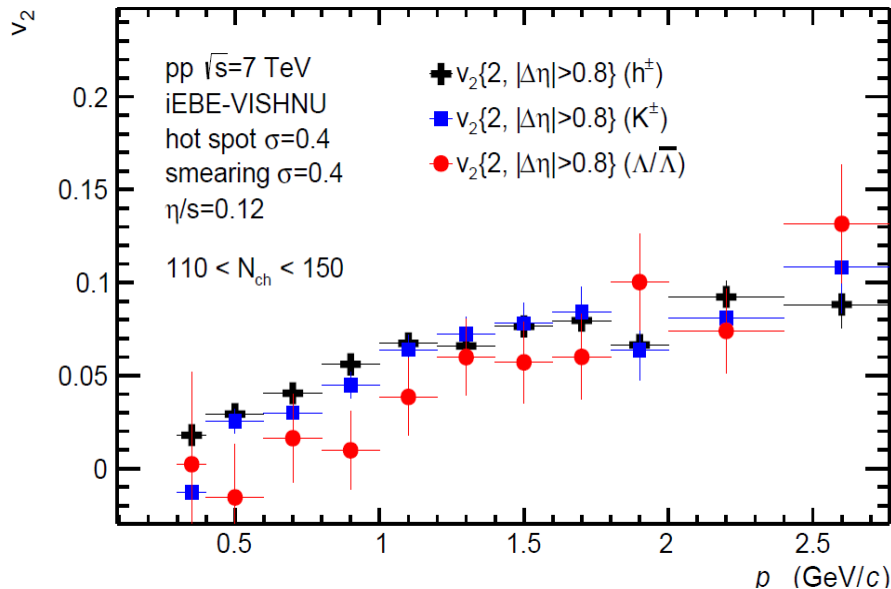 v₂
0.2
0.15
0.1
0.05
0
pp √s=7 TeV
iEBE-VISHNU
hot spot σ=0.4
smearing σ=0.4
η/s=0.12
110 < N_ch < 150
v₂{2, |Δη|>0.8} (h±)
v₂{2, |Δη|>0.8} (K±)
v₂{2, |Δη|>0.8} (Λ/Λ̅)
0.5 1 1.5 2 2.5
p (GeV/c)